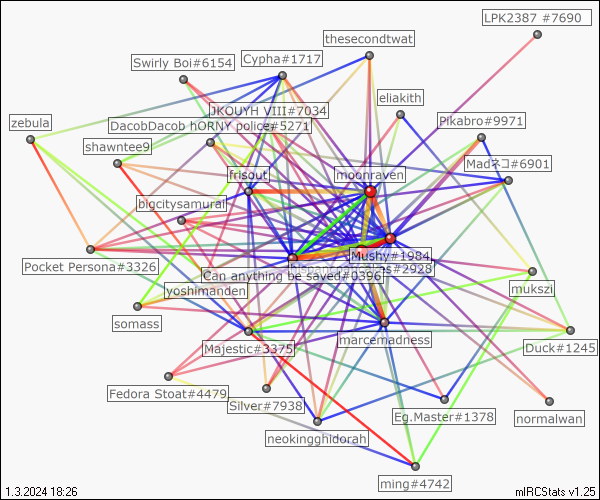 LPK2387 #7690
thesecondtwat
Cypha#1717
Swirly Boi#6154
eliakith
JKOUYH VIII#7034
Pikabro#9971
zebula
DacobDacob hORNY police#5271
shawntee9
Madネコ#6901
frisout
moonraven
bigcitysamurai
Mushy#1984
Pocket Persona#3326
#2928
Can anything be saved#0396
mukszi
yoshimanden
somass
marcemadness
Majestic#3375
Duck#1245
Fedora Stoat#4479
Silver#7938
Eg.Master#1378
normalwan
neokingghidorah
ming#4742
1.3.2024 18:26
mIRCStats v1.25